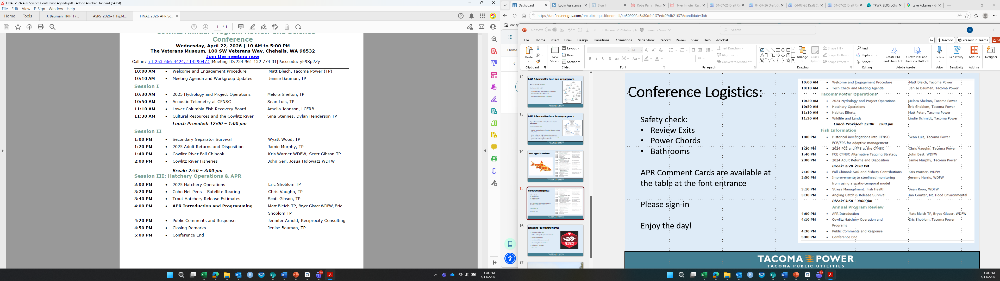 FINAL 2026 APR Science Conference Agenda.pdf - Adobe Acrobat Standard (64-bit)
File Edit View E-Sign Window Help
Home Tools J. Bauman_TRIP 17... ASRS_2026-1_Pg34... FINAL 2026 APR Sc... ×
1 / 1
Cowlitz Annual Program Review and Science
Conference
Wednesday, April 22, 2026 | 10 AM to 5:00 PM
The Veterans Museum, 100 SW Veterans Way, Chehalis, WA 98532
Join the meeting now
Call in: +1 253-666-4424,,11429047#|Meeting ID:234 961 132 774 31|Passcode: yE9Sp2Zy
10:00 AM • Welcome and Engagement Procedure Matt Bleich, Tacoma Power (TP)
10:10 AM • Meeting Agenda and Workgroup Updates Jenise Bauman, TP
Session I
10:30 AM • 2025 Hydrology and Project Operations Melora Shelton, TP
10:50 AM • Acoustic Telemetry at CFNSC Sean Luis, TP
11:10 AM • Lower Columbia Fish Recovery Board Amelia Johnson, LCFRB
11:30 AM • Cultural Resources and the Cowlitz River Sina Stennes, Dylan Henderson TP
Lunch Provided: 12:00 – 1:00 pm
Session II
1:00 PM • Secondary Separator Survival Wyatt Wood, TP
1:20 PM • 2025 Adult Returns and Disposition Jamie Murphy, TP
1:40 PM • Cowlitz River Fall Chinook Kris Warner WDFW, Scott Gibson TP
2:00 PM • Cowlitz River Fisheries John Serl, Josua Holowatz WDFW
Break: 2:50 – 3:00 pm
Session III: Hatchery Operations & APR
3:00 PM • 2025 Hatchery Operations Eric Shoblom TP
3:20 PM • Coho Net Pens – Satellite Rearing Chris Vaughn, TP
3:40 PM • Trout Hatchery Release Estimates Scott Gibson, TP
4:00 PM • APR Introduction and Programming Matt Bleich TP, Bryce Glaser WDFW, Eric
Shoblom TP
4:20 PM • Public Comments and Response Jennifer Arnold, Reciprocity Consulting
4:50 PM • Closing Remarks Jenise Bauman, TP
5:00 PM • Conference End
3:33 PM
4/14/2026
Dashboard Login Assistance Sign In Kobe Parrish Res Tyler Inhofe _Res 04-07-26 Draft Co 04-07-26 Draft Co 04-07-26 Draft Co 04-07-26 Draft Co TPWR_SLTOrgCha Lake Kokanee - G
https://unified.neogov.com/recruit/requisitiondetail/4b509002a5a80dfefc37edc29db21f37#candidatesTab
Manag
Home
AutoSave On 0 Bauman 2026 Intro.pptx Internal • Saved Search BJ
File Home Insert Draw Design Transitions Animations Slide Show Record Review View Help Acrobat Record Present in Teams
Paste New Slide Layout Reset Section 44 Text Direction Align Text Convert to SmartArt Arrange Quick Styles Shape Fill Shape Outline Shape Effects Find Replace Select Create PDF and Share link Create PDF and Share via Outlook Dictate Sensitivity Add-ins Designer
Clipboard Slides Font Paragraph Drawing Editing Adobe Acrobat Voice Sensitivity Add-ins
12
M&E Subcommittee has a four-step approach:
13
M&E Subcommittee has a four-step approach:
14
2025 Agenda Review:
15
Conference Logistics:
16
Extending FTC Meeting Norms:
RESPECT
17
Conference Logistics:
Safety check:
• Review Exits
• Power Chords
• Bathrooms
APR Comment Cards are available at
the table at the font entrance
Please sign-in
Enjoy the day!
10:00 AM • Welcome and Engagement Procedure Matt Bleich, Tacoma Power
10:10 AM • Tech Check and Meeting Agenda Jenise Bauman, Tacoma Power
Tacoma Power Operations
10:30 AM • 2024 Hydrology and Project Operations Melora Shelton, Tacoma Power
10:50 AM • Hatchery Operations Eric Shoblom, Tacoma Power
11:10 AM • Habitat Efforts Matt Peter, Tacoma Power
11:30 AM • Wildlife and Lands Lindie Schmidt, Tacoma Power
Lunch Provided: 12:00 – 1:00 pm
Fish Information
1:00 PM • Historical investigations into CFNSC Sean Luis, Tacoma Power
FCE/FPS for adaptive management
1:20 PM • 2024 FCE and FPS at the CFNSC Chris Vaughn, Tacoma Power
1:40 PM • FCE CFNSC Alternative Tagging Strategy John Best, WDFW
2:00 PM • 2024 Adult Returns and Disposition Jamie Murphy, Tacoma Power
Break: 2:20-2:30 PM
2:30 PM • Fall Chinook SAR and Fishery Contributions Kris Warner, WDFW
2:50 PM • Improvements to steelhead monitoring Jeremy Harris, WDFW
from using a spatio-temporal model
3:10 PM • Stress Management: Fish Health Sean Roon, WDFW
3:30 PM • Angling Catch & Release Survival Ian Courter, Mt. Hood Environmental
Break: 3:50 – 4:00 pm
Annual Program Review
4:00 PM • APR Introduction Matt Bleich TP, Bryce Glaser, WDFW
4:10 PM • Cowlitz Hatchery Operation and Eric Shoblom, Tacoma Power
Programs
4:30 PM • Public Comments and Response
5:00 PM • Conference End
TACOMA POWER
TACOMA PUBLIC UTILITIES
3:33 PM
4/14/2026